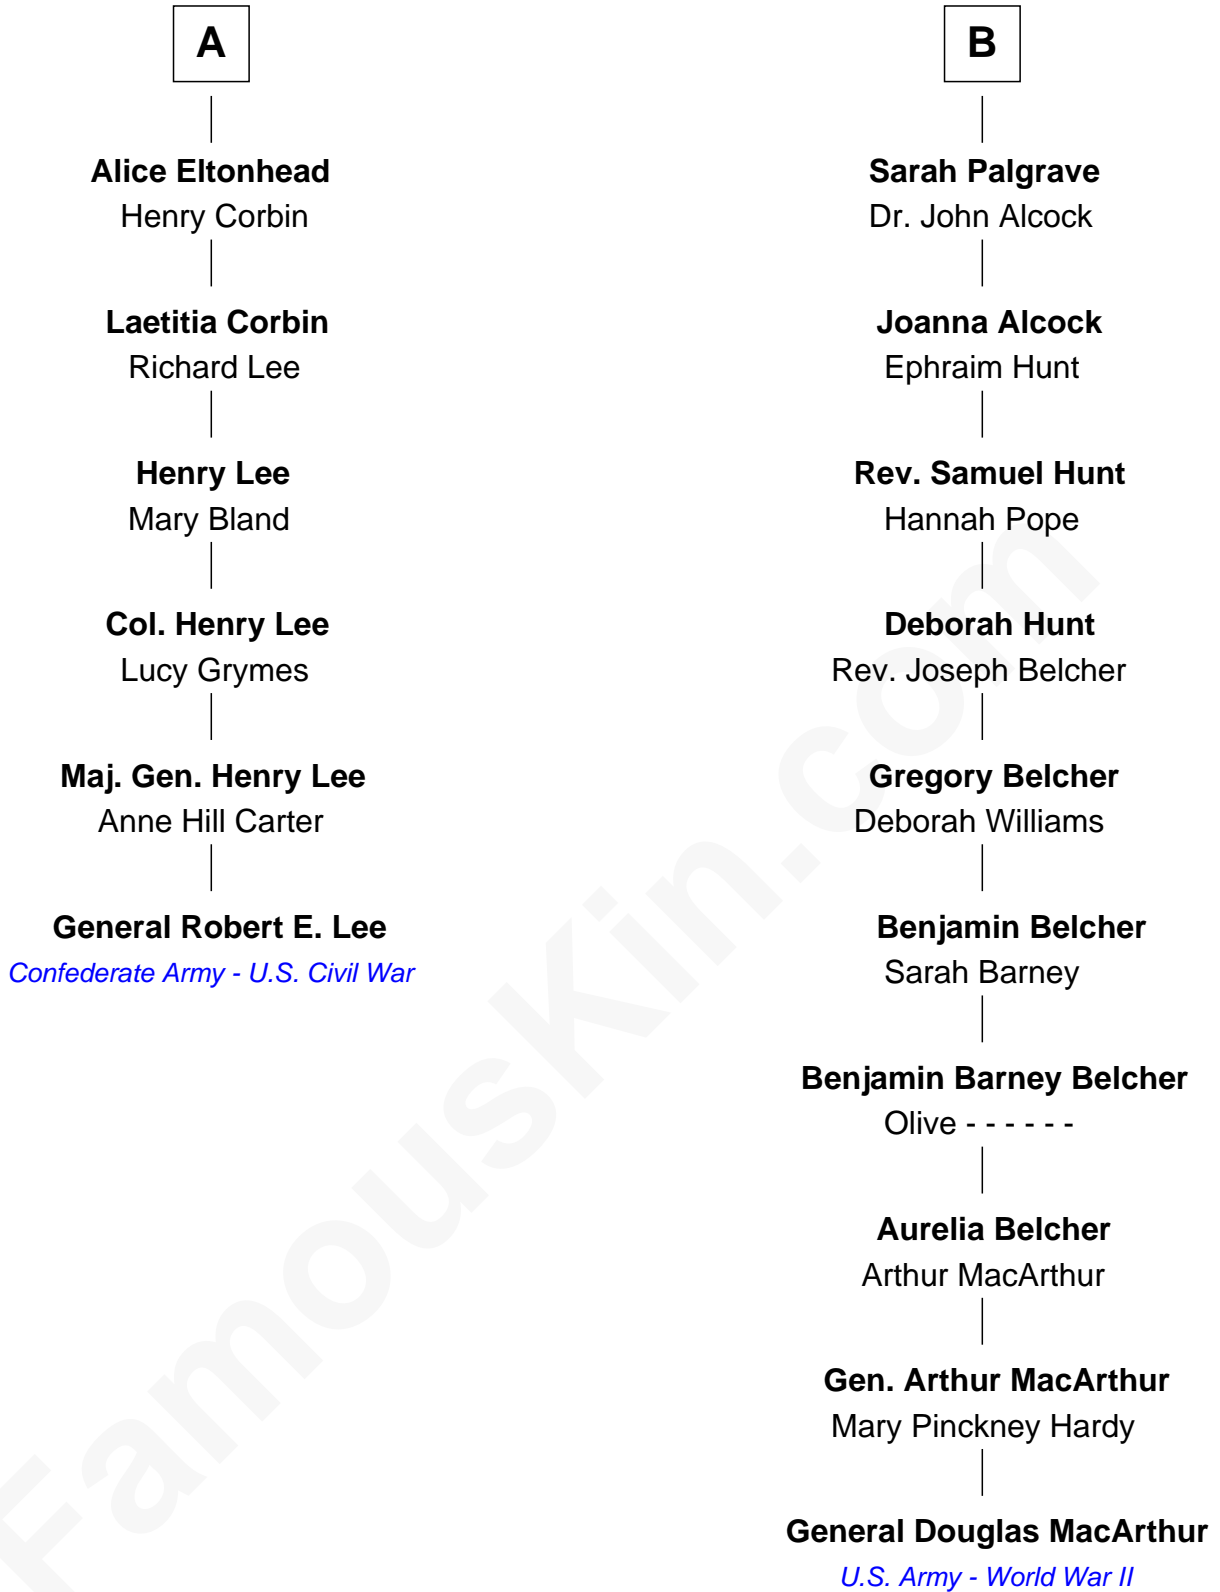 A
Alice Eltonhead
Henry Corbin
Laetitia Corbin
Richard Lee
Henry Lee
Mary Bland
Col. Henry Lee
Lucy Grymes
Maj. Gen. Henry Lee
Anne Hill Carter
General Robert E. Lee
Confederate Army - U.S. Civil War
B
Sarah Palgrave
Dr. John Alcock
Joanna Alcock
Ephraim Hunt
Rev. Samuel Hunt
Hannah Pope
Deborah Hunt
Rev. Joseph Belcher
Gregory Belcher
Deborah Williams
Benjamin Belcher
Sarah Barney
Benjamin Barney Belcher
Olive - - - - - -
Aurelia Belcher
Arthur MacArthur
Gen. Arthur MacArthur
Mary Pinckney Hardy
General Douglas MacArthur
U.S. Army - World War II
FamousKin.com